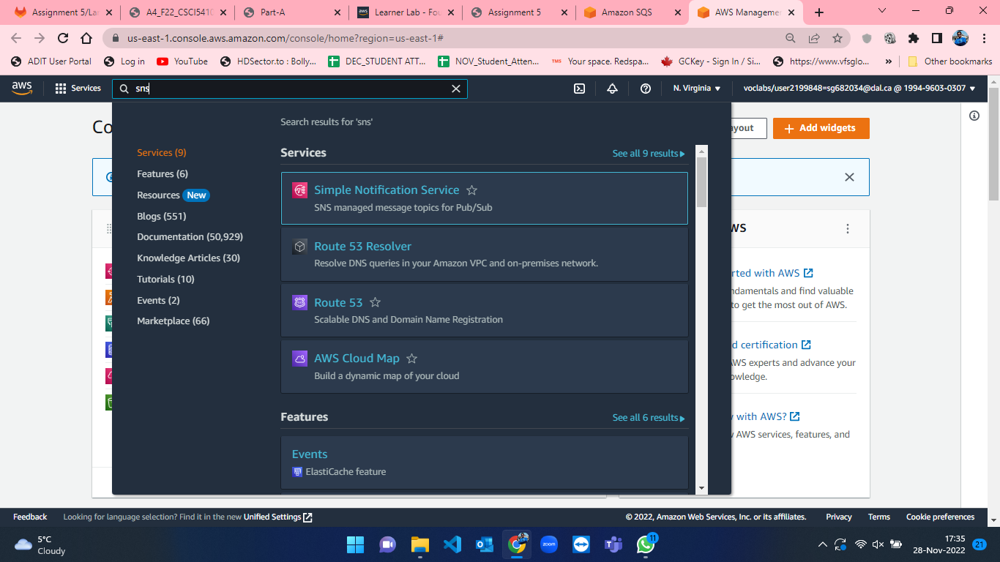 Assignment 5/Lar
A4_F22_CSCI5410
Part-A
Learner Lab - Fou
Assignment 5
Amazon SQS
AWS Manageme
us-east-1.console.aws.amazon.com/console/home?region=us-east-1#
ADIT User Portal
Log in
YouTube
HDSector.to : Bolly...
DEC_STUDENT ATT...
NOV_Student_Atten...
TMS
Your space. Redspa...
GCKey - Sign In / Si...
https://www.vfsglo...
»
Other bookmarks
aws
Services
sns
N. Virginia
voclabs/user2199848=sg682034@dal.ca @ 1994-9603-0307
Co
ayout
+ Add widgets
Search results for 'sns'
Services (9)
Features (6)
Resources New
Blogs (551)
Documentation (50,929)
Knowledge Articles (30)
Tutorials (10)
Events (2)
Marketplace (66)
Services
See all 9 results
Simple Notification Service
SNS managed message topics for Pub/Sub
Route 53 Resolver
Resolve DNS queries in your Amazon VPC and on-premises network.
Route 53
Scalable DNS and Domain Name Registration
AWS Cloud Map
Build a dynamic map of your cloud
Features
See all 6 results
Events
ElastiCache feature
WS
rted with AWS
ndamentals and find valuable
to get the most out of AWS.
d certification
AWS experts and advance your
owledge.
with AWS?
AWS services, features, and
Feedback
Looking for language selection? Find it in the new Unified Settings
© 2022, Amazon Web Services, Inc. or its affiliates.
Privacy
Terms
Cookie preferences
5°C
Cloudy
zoom
11
17:35
28-Nov-2022
21